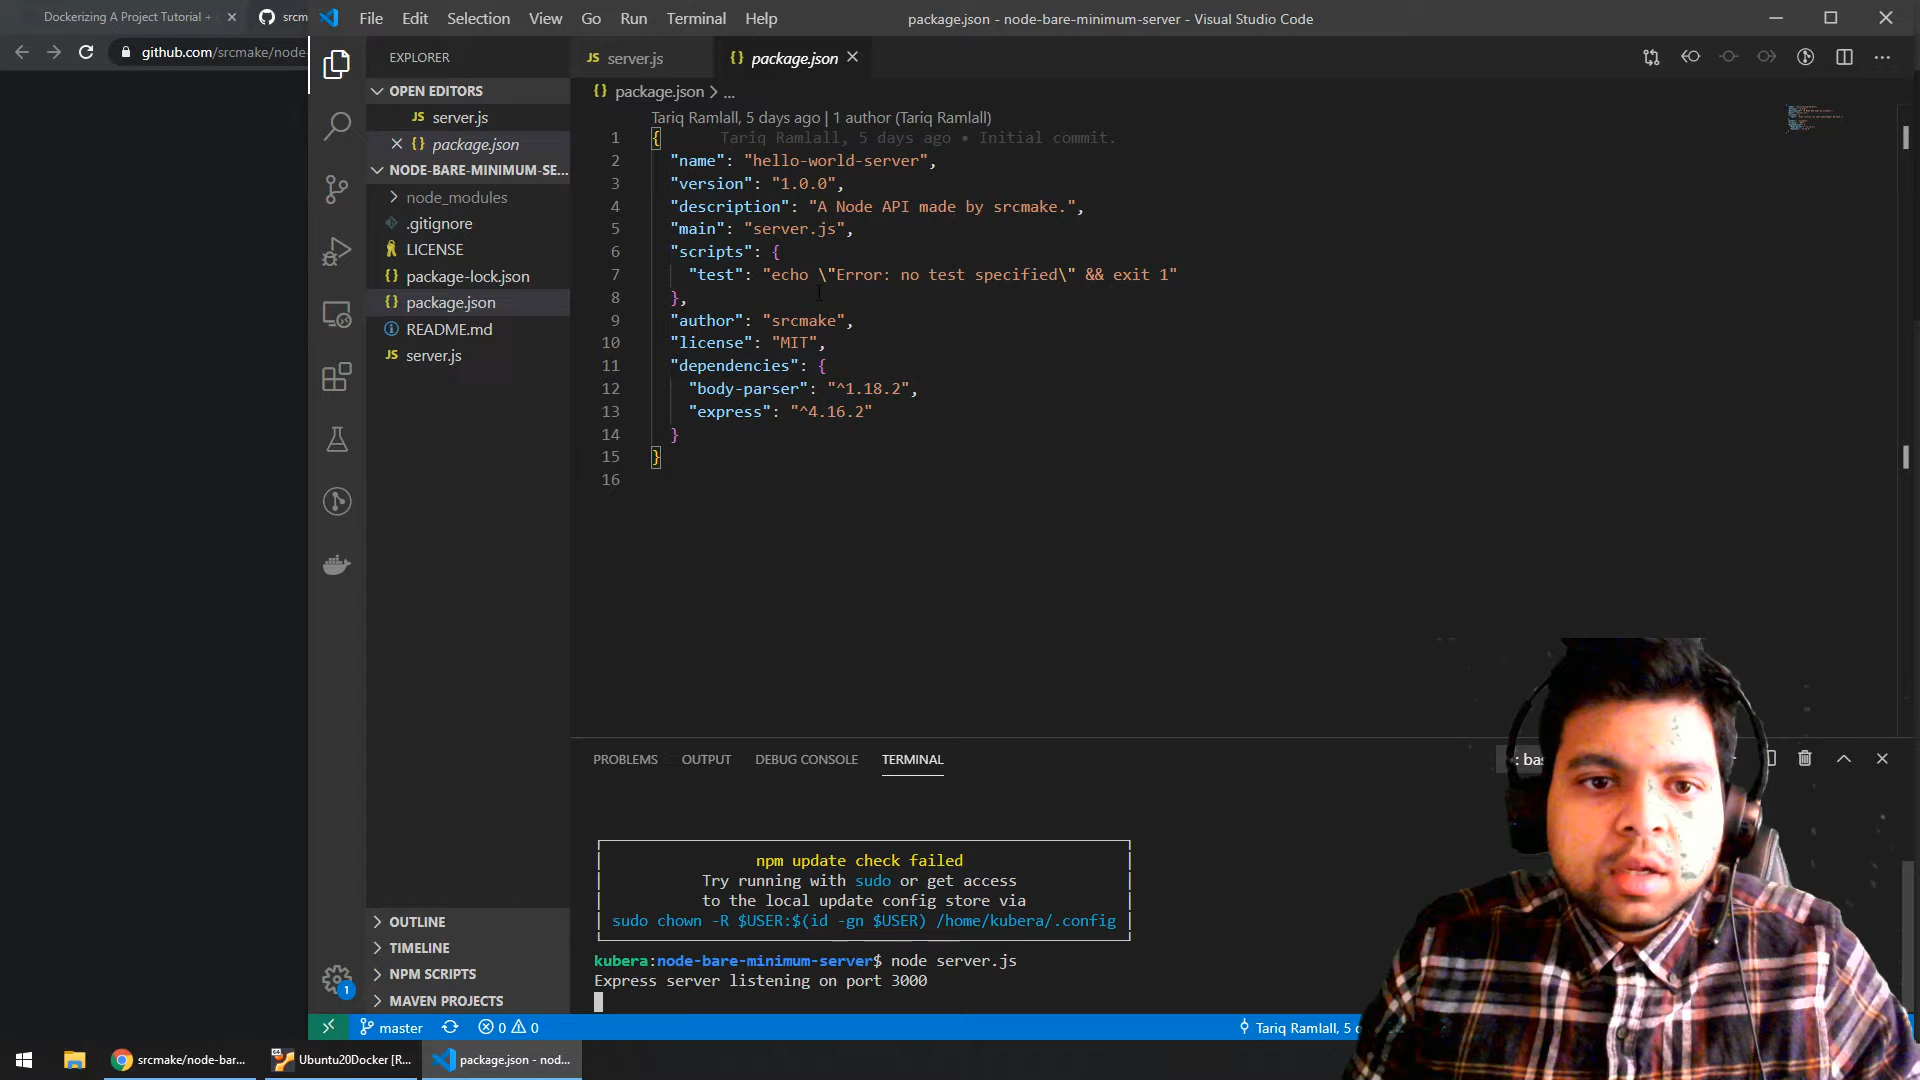 Dockerizing A Project Tutorial +
srcm
File Edit Selection View Go Run Terminal Help
package.json - node-bare-minimum-server - Visual Studio Code
github.com/srcmake/node-
EXPLORER
JS server.js
{} package.json
OPEN EDITORS
{} package.json > ...
JS server.js
Tariq Ramlall, 5 days ago | 1 author (Tariq Ramlall)
1 { Tariq Ramlall, 5 days ago • Initial commit.
{} package.json
2 "name": "hello-world-server",
NODE-BARE-MINIMUM-SE...
3 "version": "1.0.0",
node_modules
4 "description": "A Node API made by srcmake.",
.gitignore
5 "main": "server.js",
LICENSE
6 "scripts": {
{} package-lock.json
7 "test": "echo \"Error: no test specified\" && exit 1"
{} package.json
8 },
README.md
9 "author": "srcmake",
10 "license": "MIT",
JS server.js
11 "dependencies": {
12 "body-parser": "^1.18.2",
13 "express": "^4.16.2"
14 }
15 }
16
PROBLEMS OUTPUT DEBUG CONSOLE TERMINAL
: bas
npm update check failed
Try running with sudo or get access
to the local update config store via
sudo chown -R $USER:$(id -gn $USER) /home/kubera/.config
kubera:node-bare-minimum-server$ node server.js
Express server listening on port 3000
OUTLINE
TIMELINE
NPM SCRIPTS
MAVEN PROJECTS
1
master
0 0
Tariq Ramlall, 5 d
srcmake/node-bar...
Ubuntu20Docker [R...
package.json - nod...